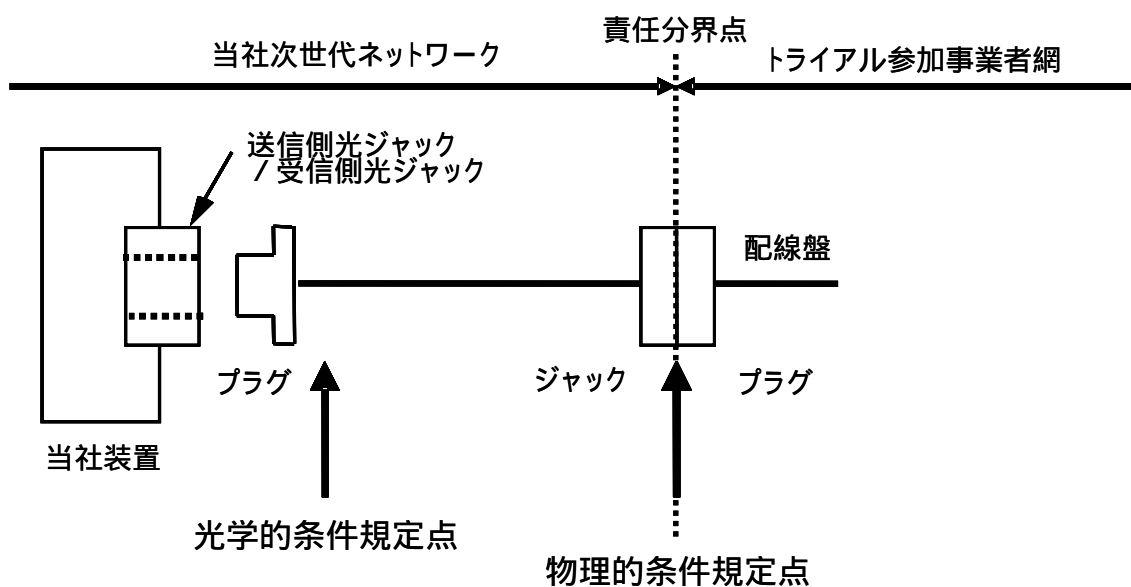 責任分界点
当社次世代ネットワーク
トライアル参加事業者網
送信側光ジャック
/ 受信側光ジャック
配線盤
プラグ
ジャック
プラグ
当社装置
光学的条件規定点
物理的条件規定点